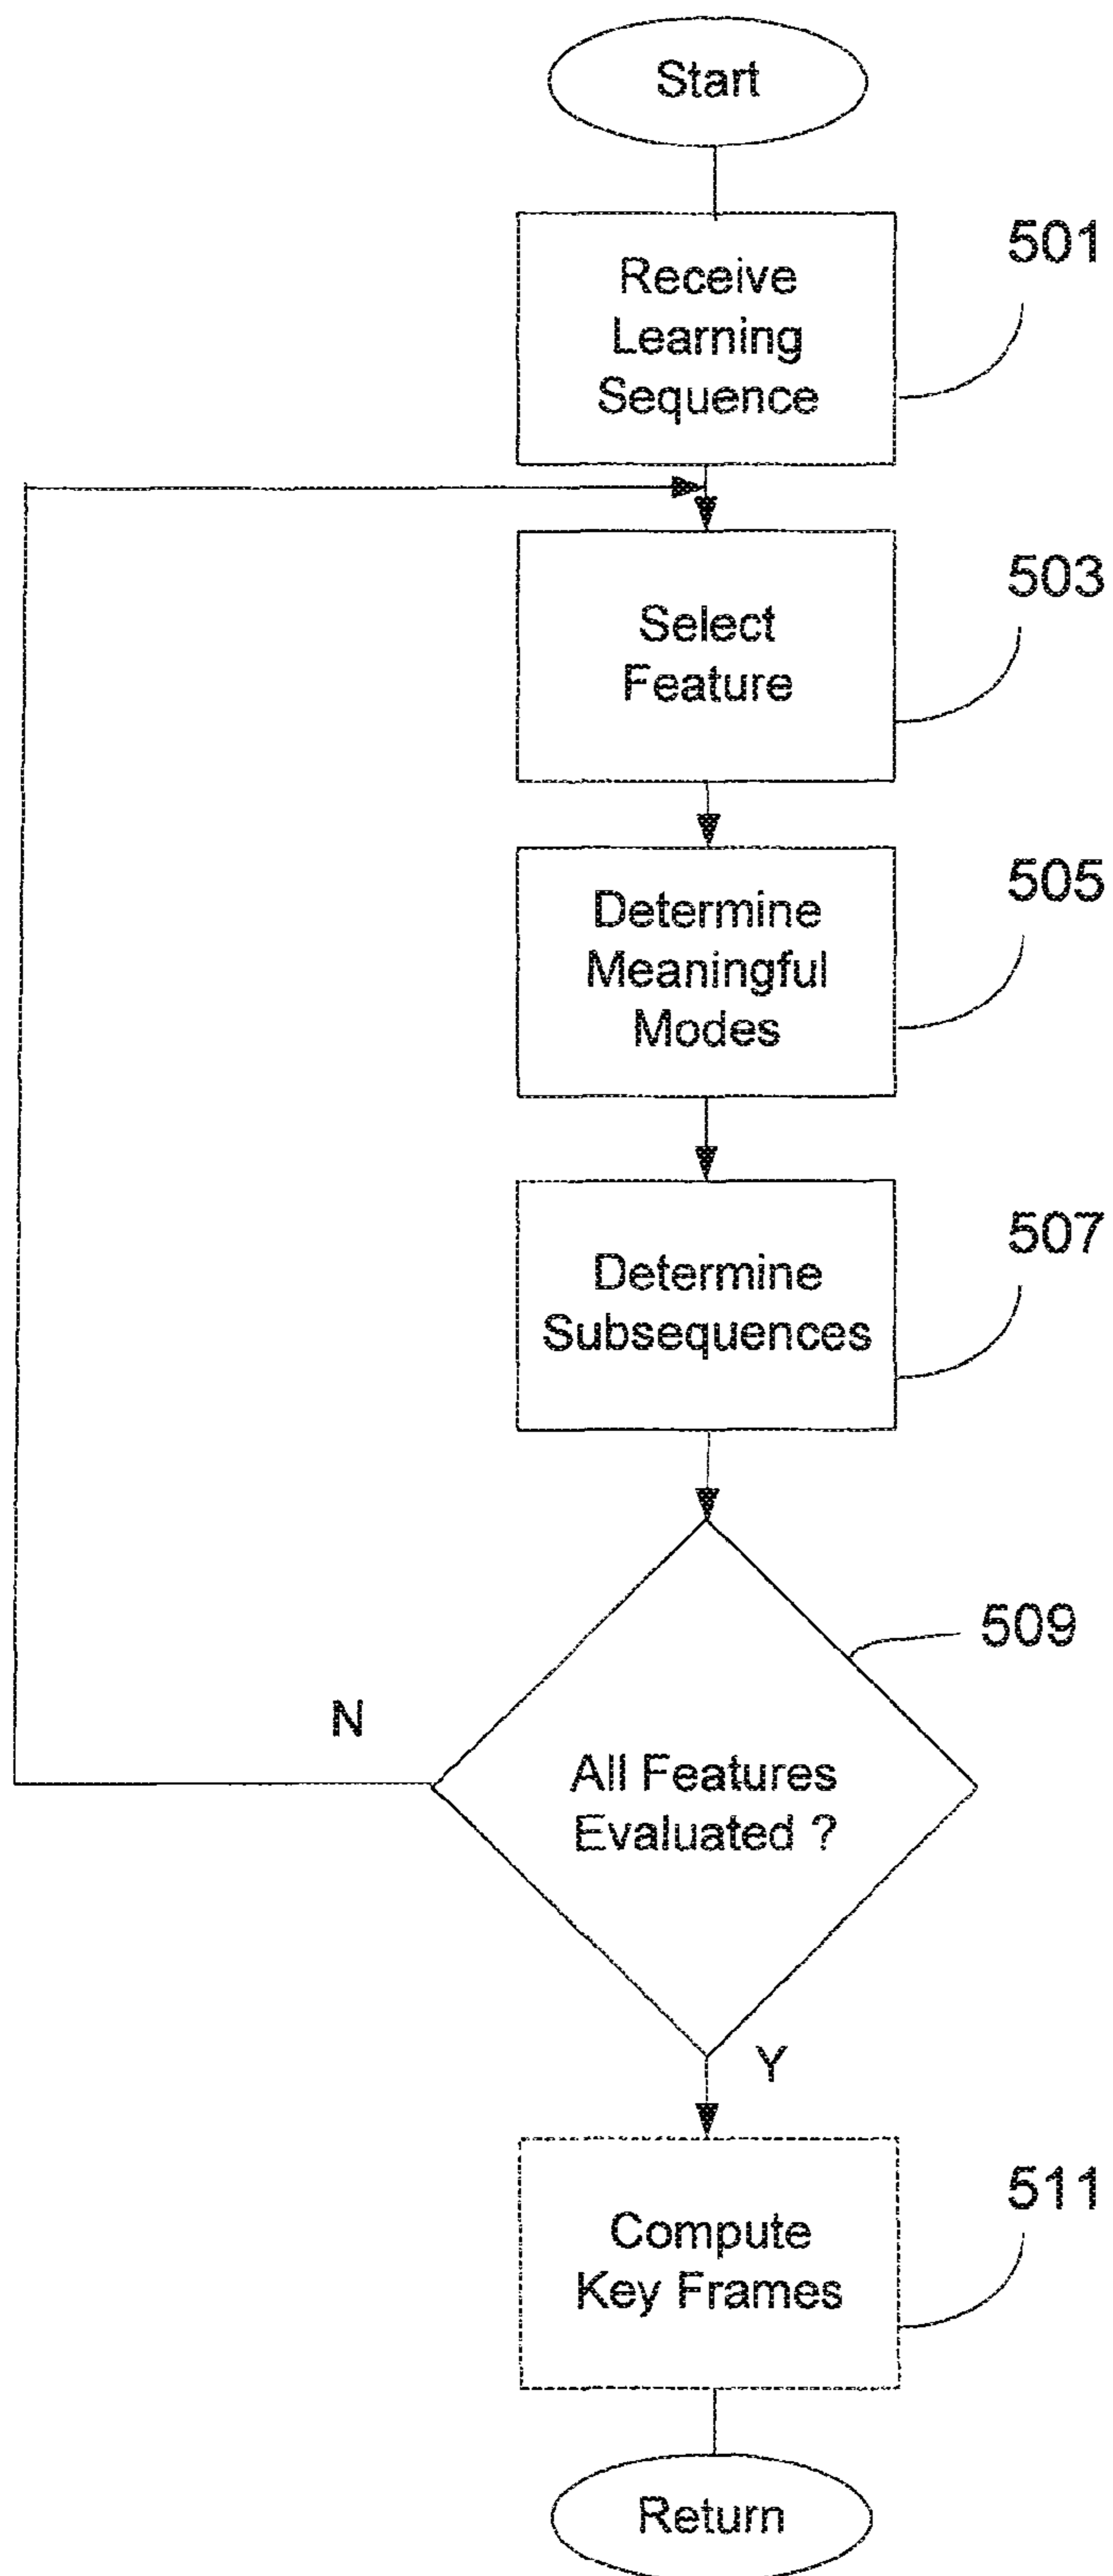 Start
Receive
Learning
Sequence
501
Select
Feature
503
Determine
Meaningful
Modes
505
Determine
Subsequences
507
509
N
All Features
Evaluated ?
Y
Compute
Key Frames
511
Return